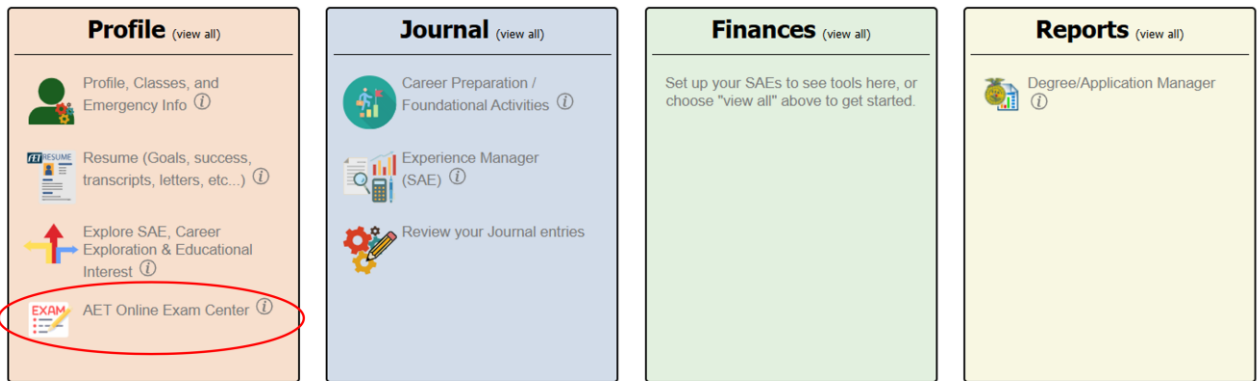 Profile (view all)
Profile, Classes, and
Emergency Info i
ÆT RESUME
Resume (Goals, success,
transcripts, letters, etc...) i
Explore SAE, Career
Exploration & Educational
Interest i
EXAM
AET Online Exam Center i
Journal (view all)
Career Preparation /
Foundational Activities i
Experience Manager
(SAE) i
Review your Journal entries
Finances (view all)
Set up your SAEs to see tools here, or
choose "view all" above to get started.
Reports (view all)
Degree/Application Manager
i